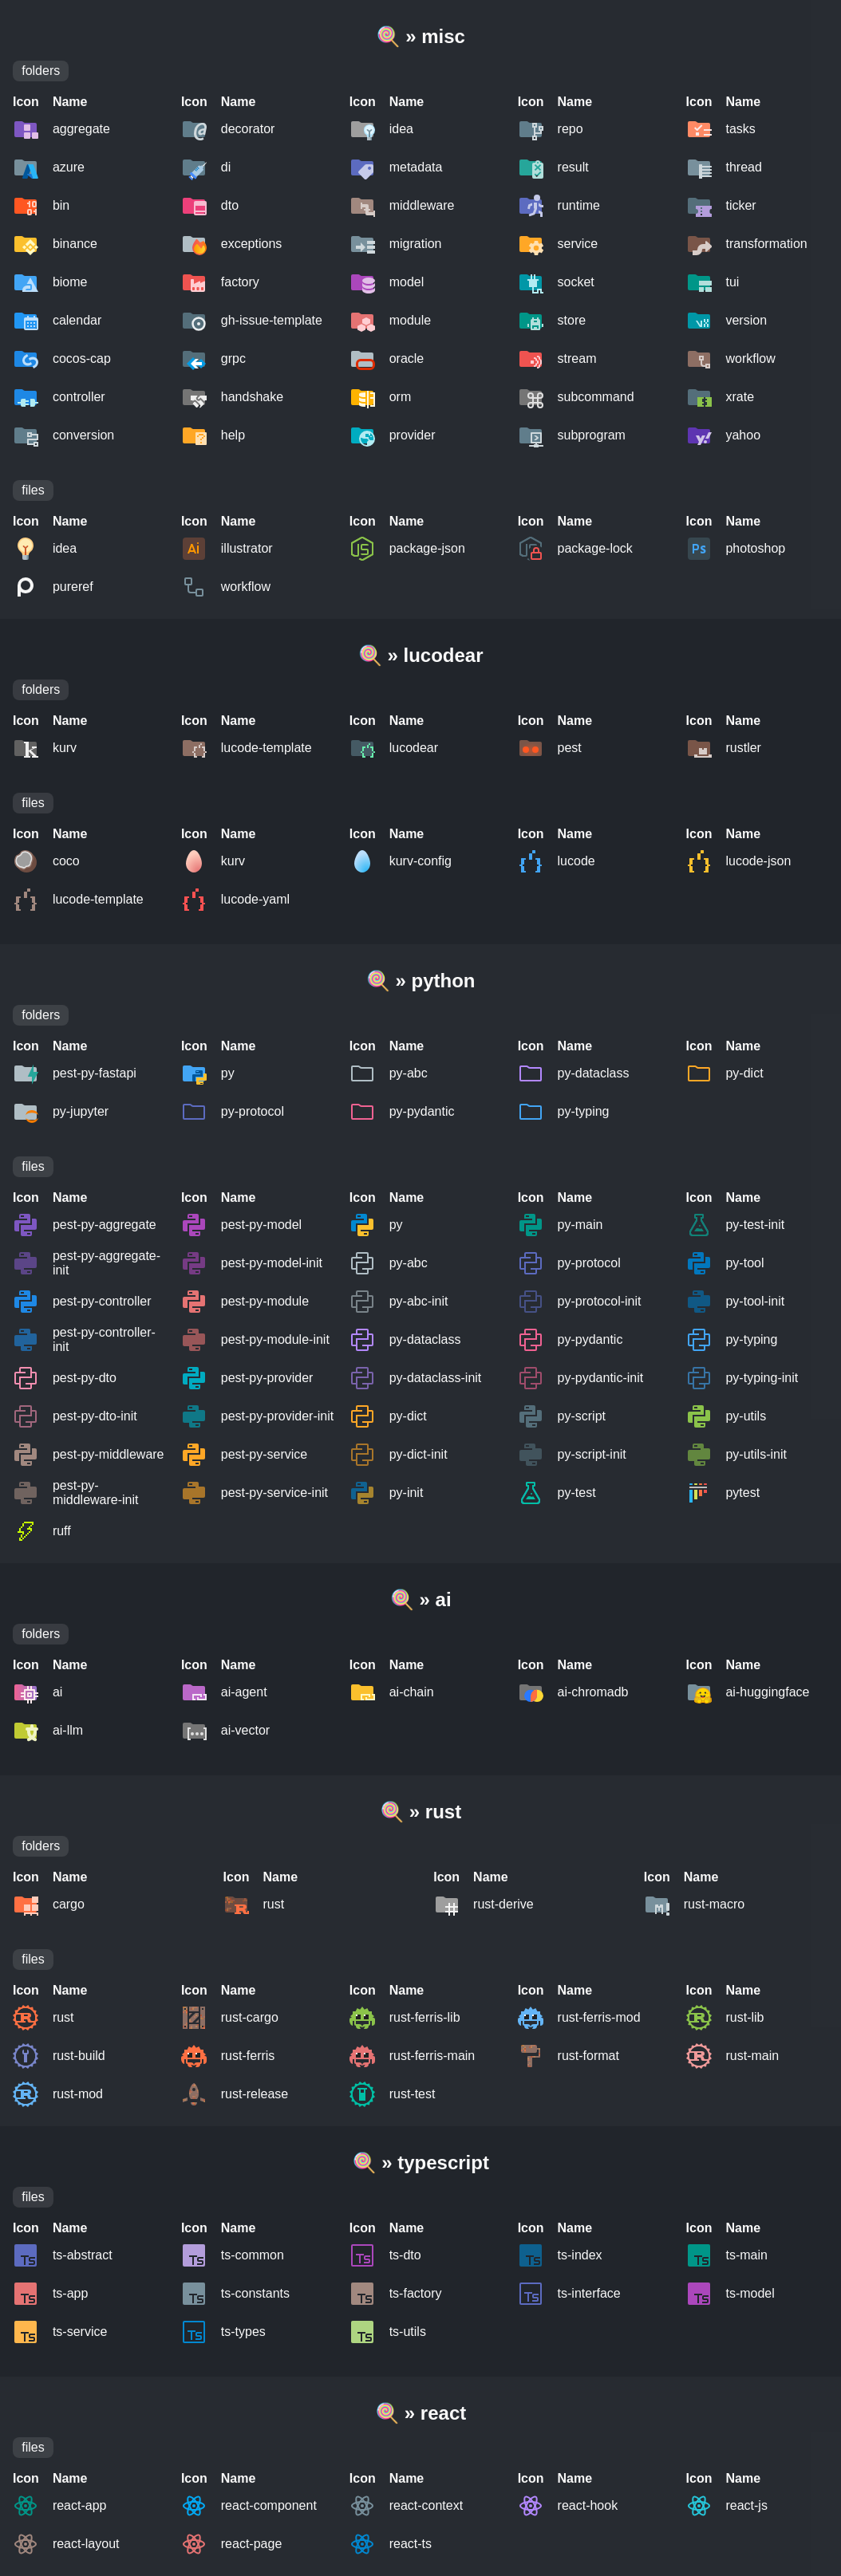 » misc
folders
Icon Name Icon Name Icon Name Icon Name Icon Name
aggregate decorator idea repo tasks
azure di metadata result thread
bin dto middleware runtime ticker
binance exceptions migration service transformation
biome factory model socket tui
calendar gh-issue-template module store version
cocos-cap grpc oracle stream workflow
controller handshake orm subcommand xrate
conversion help provider subprogram yahoo
files
Icon Name Icon Name Icon Name Icon Name Icon Name
idea illustrator package-json package-lock photoshop
pureref workflow
» lucodear
folders
Icon Name Icon Name Icon Name Icon Name Icon Name
kurv lucode-template lucodear pest rustler
files
Icon Name Icon Name Icon Name Icon Name Icon Name
coco kurv kurv-config lucode lucode-json
lucode-template lucode-yaml
» python
folders
Icon Name Icon Name Icon Name Icon Name Icon Name
pest-py-fastapi py py-abc py-dataclass py-dict
py-jupyter py-protocol py-pydantic py-typing
files
Icon Name Icon Name Icon Name Icon Name Icon Name
pest-py-aggregate pest-py-model py py-main py-test-init
pest-py-aggregate-
init pest-py-model-init py-abc py-protocol py-tool
pest-py-controller pest-py-module py-abc-init py-protocol-init py-tool-init
pest-py-controller-
init pest-py-module-init py-dataclass py-pydantic py-typing
pest-py-dto pest-py-provider py-dataclass-init py-pydantic-init py-typing-init
pest-py-dto-init pest-py-provider-init py-dict py-script py-utils
pest-py-middleware pest-py-service py-dict-init py-script-init py-utils-init
pest-py-
middleware-init pest-py-service-init py-init py-test pytest
ruff
» ai
folders
Icon Name Icon Name Icon Name Icon Name Icon Name
ai ai-agent ai-chain ai-chromadb ai-huggingface
ai-llm ai-vector
» rust
folders
Icon Name Icon Name Icon Name Icon Name
cargo rust rust-derive rust-macro
files
Icon Name Icon Name Icon Name Icon Name Icon Name
rust rust-cargo rust-ferris-lib rust-ferris-mod rust-lib
rust-build rust-ferris rust-ferris-main rust-format rust-main
rust-mod rust-release rust-test
» typescript
files
Icon Name Icon Name Icon Name Icon Name Icon Name
ts-abstract ts-common ts-dto ts-index ts-main
ts-app ts-constants ts-factory ts-interface ts-model
ts-service ts-types ts-utils
» react
files
Icon Name Icon Name Icon Name Icon Name Icon Name
react-app react-component react-context react-hook react-js
react-layout react-page react-ts